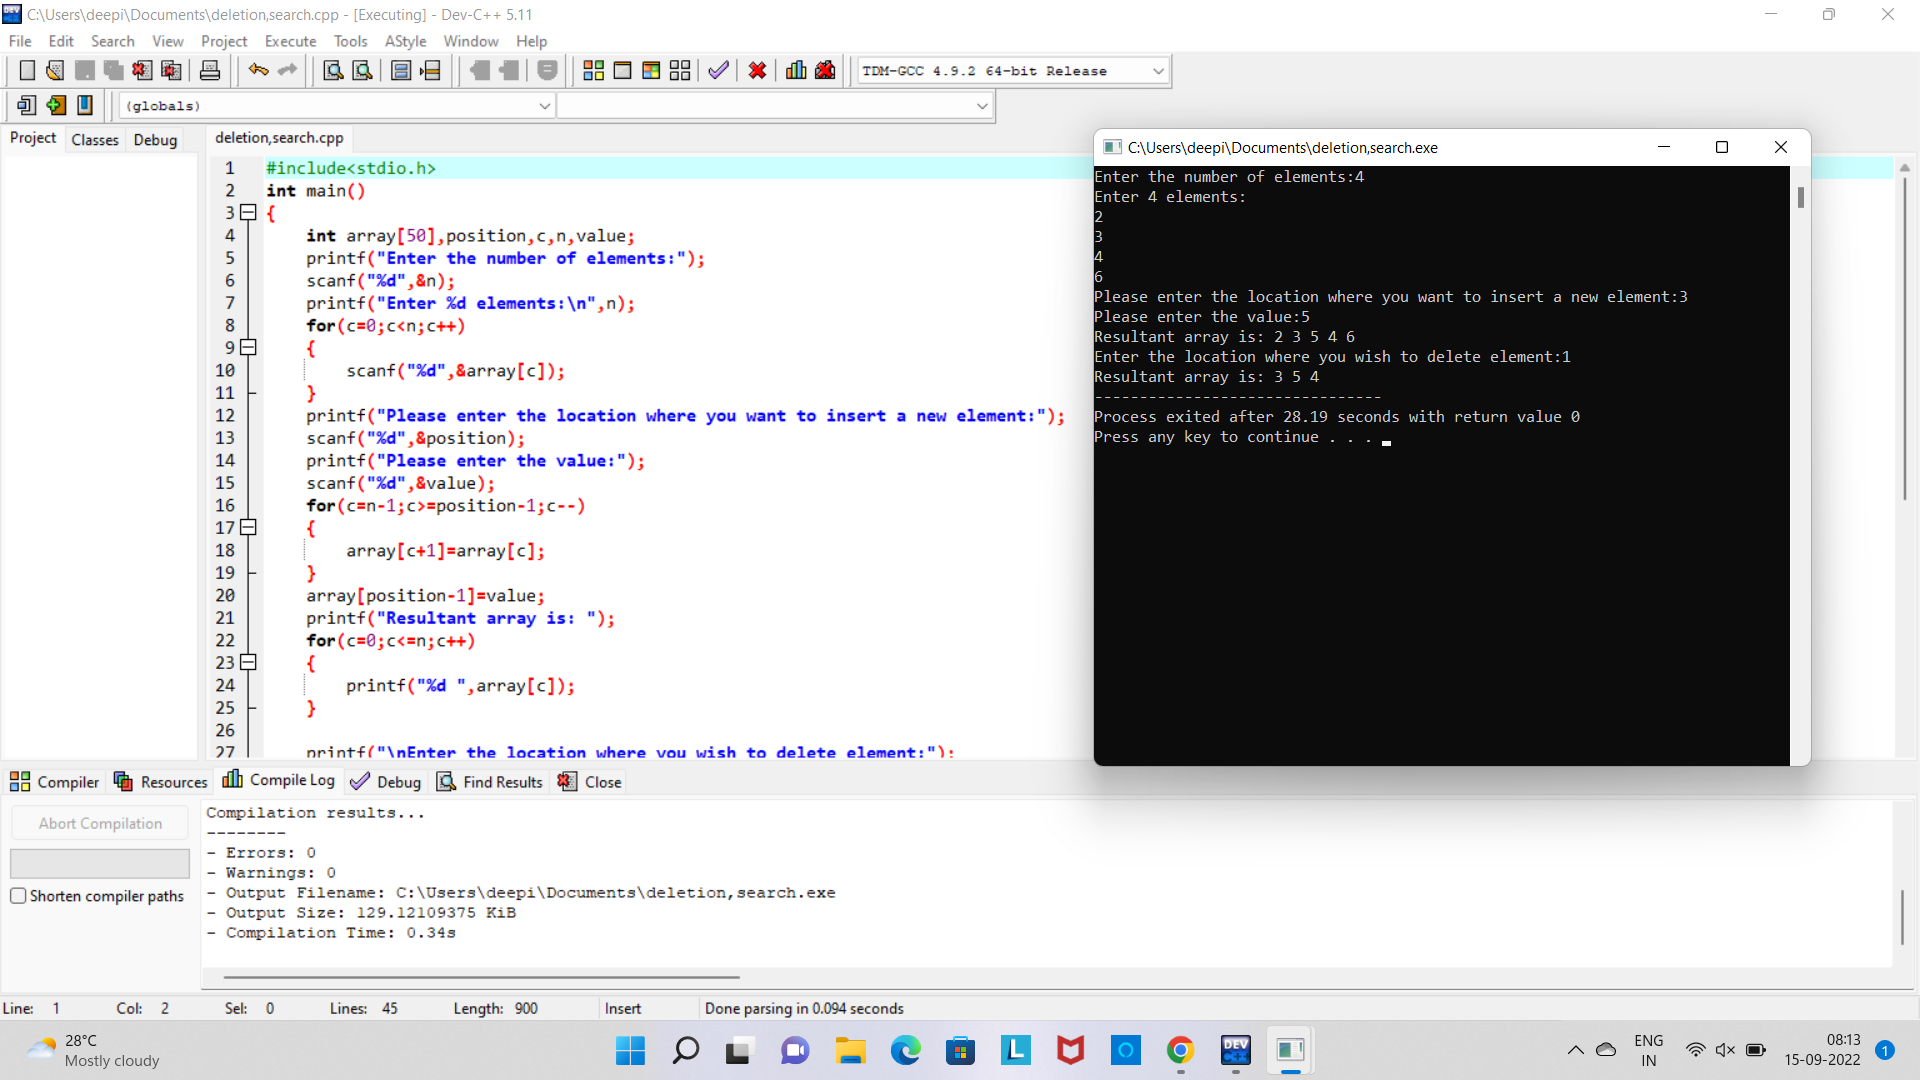 C:\Users\deepi\Documents\deletion,search.cpp - [Executing] - Dev-C++ 5.11
File Edit Search View Project Execute Tools AStyle Window Help
TDM-GCC 4.9.2 64-bit Release
(globals)
Project Classes Debug
deletion,search.cpp
1 #include<stdio.h>
2 int main()
3 {
4 int array[50],position,c,n,value;
5 printf("Enter the number of elements:");
6 scanf("%d",&n);
7 printf("Enter %d elements:\n",n);
8 for(c=0;c<n;c++)
9 {
10 scanf("%d",&array[c]);
11 }
12 printf("Please enter the location where you want to insert a new element:");
13 scanf("%d",&position);
14 printf("Please enter the value:");
15 scanf("%d",&value);
16 for(c=n-1;c>=position-1;c--)
17 {
18 array[c+1]=array[c];
19 }
20 array[position-1]=value;
21 printf("Resultant array is: ");
22 for(c=0;c<=n;c++)
23 {
24 printf("%d ",array[c]);
25 }
26
27 printf("\nEnter the location where you wish to delete element:");
C:\Users\deepi\Documents\deletion,search.exe
Enter the number of elements:4
Enter 4 elements:
2
3
4
6
Please enter the location where you want to insert a new element:3
Please enter the value:5
Resultant array is: 2 3 5 4 6
Enter the location where you wish to delete element:1
Resultant array is: 3 5 4
--------------------------------
Process exited after 28.19 seconds with return value 0
Press any key to continue . . .
Compiler Resources Compile Log Debug Find Results Close
Abort Compilation
Shorten compiler paths
Compilation results...
--------
- Errors: 0
- Warnings: 0
- Output Filename: C:\Users\deepi\Documents\deletion,search.exe
- Output Size: 129.12109375 KiB
- Compilation Time: 0.34s
Line: 1 Col: 2 Sel: 0 Lines: 45 Length: 900 Insert Done parsing in 0.094 seconds
28°C
Mostly cloudy
L
DEV
C++
ENG
IN
08:13
15-09-2022
1